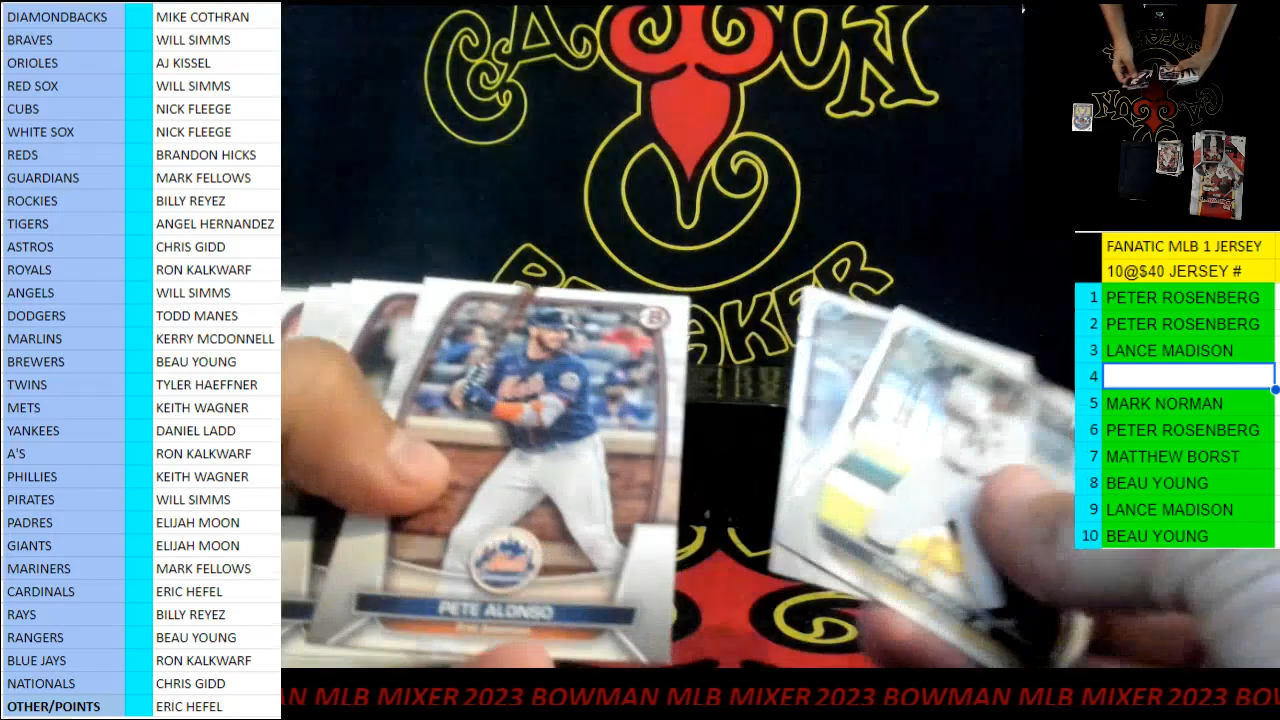 DIAMONDBACKS MIKE COTHRAN
BRAVES WILL SIMMS
ORIOLES AJ KISSEL
RED SOX WILL SIMMS
CUBS NICK FLEEGE
WHITE SOX NICK FLEEGE
REDS BRANDON HICKS
GUARDIANS MARK FELLOWS
ROCKIES BILLY REYEZ
TIGERS ANGEL HERNANDEZ
ASTROS CHRIS GIDD
ROYALS RON KALKWARF
ANGELS WILL SIMMS
DODGERS TODD MANES
MARLINS KERRY MCDONNELL
BREWERS BEAU YOUNG
TWINS TYLER HAEFFNER
METS KEITH WAGNER
YANKEES DANIEL LADD
A'S RON KALKWARF
PHILLIES KEITH WAGNER
PIRATES WILL SIMMS
PADRES ELIJAH MOON
GIANTS ELIJAH MOON
MARINERS MARK FELLOWS
CARDINALS ERIC HEFEL
RAYS BILLY REYEZ
RANGERS BEAU YOUNG
BLUE JAYS RON KALKWARF
NATIONALS CHRIS GIDD
OTHER/POINTS ERIC HEFEL
B
Mets
PETE ALONSO
FANATIC MLB 1 JERSEY
10@$40 JERSEY #
1 PETER ROSENBERG
2 PETER ROSENBERG
3 LANCE MADISON
4
5 MARK NORMAN
6 PETER ROSENBERG
7 MATTHEW BORST
8 BEAU YOUNG
9 LANCE MADISON
10 BEAU YOUNG
AN MLB MIXER 2023 BOWMAN MLB MIXER 2023 BOWMAN MLB MIXER 2023 BO